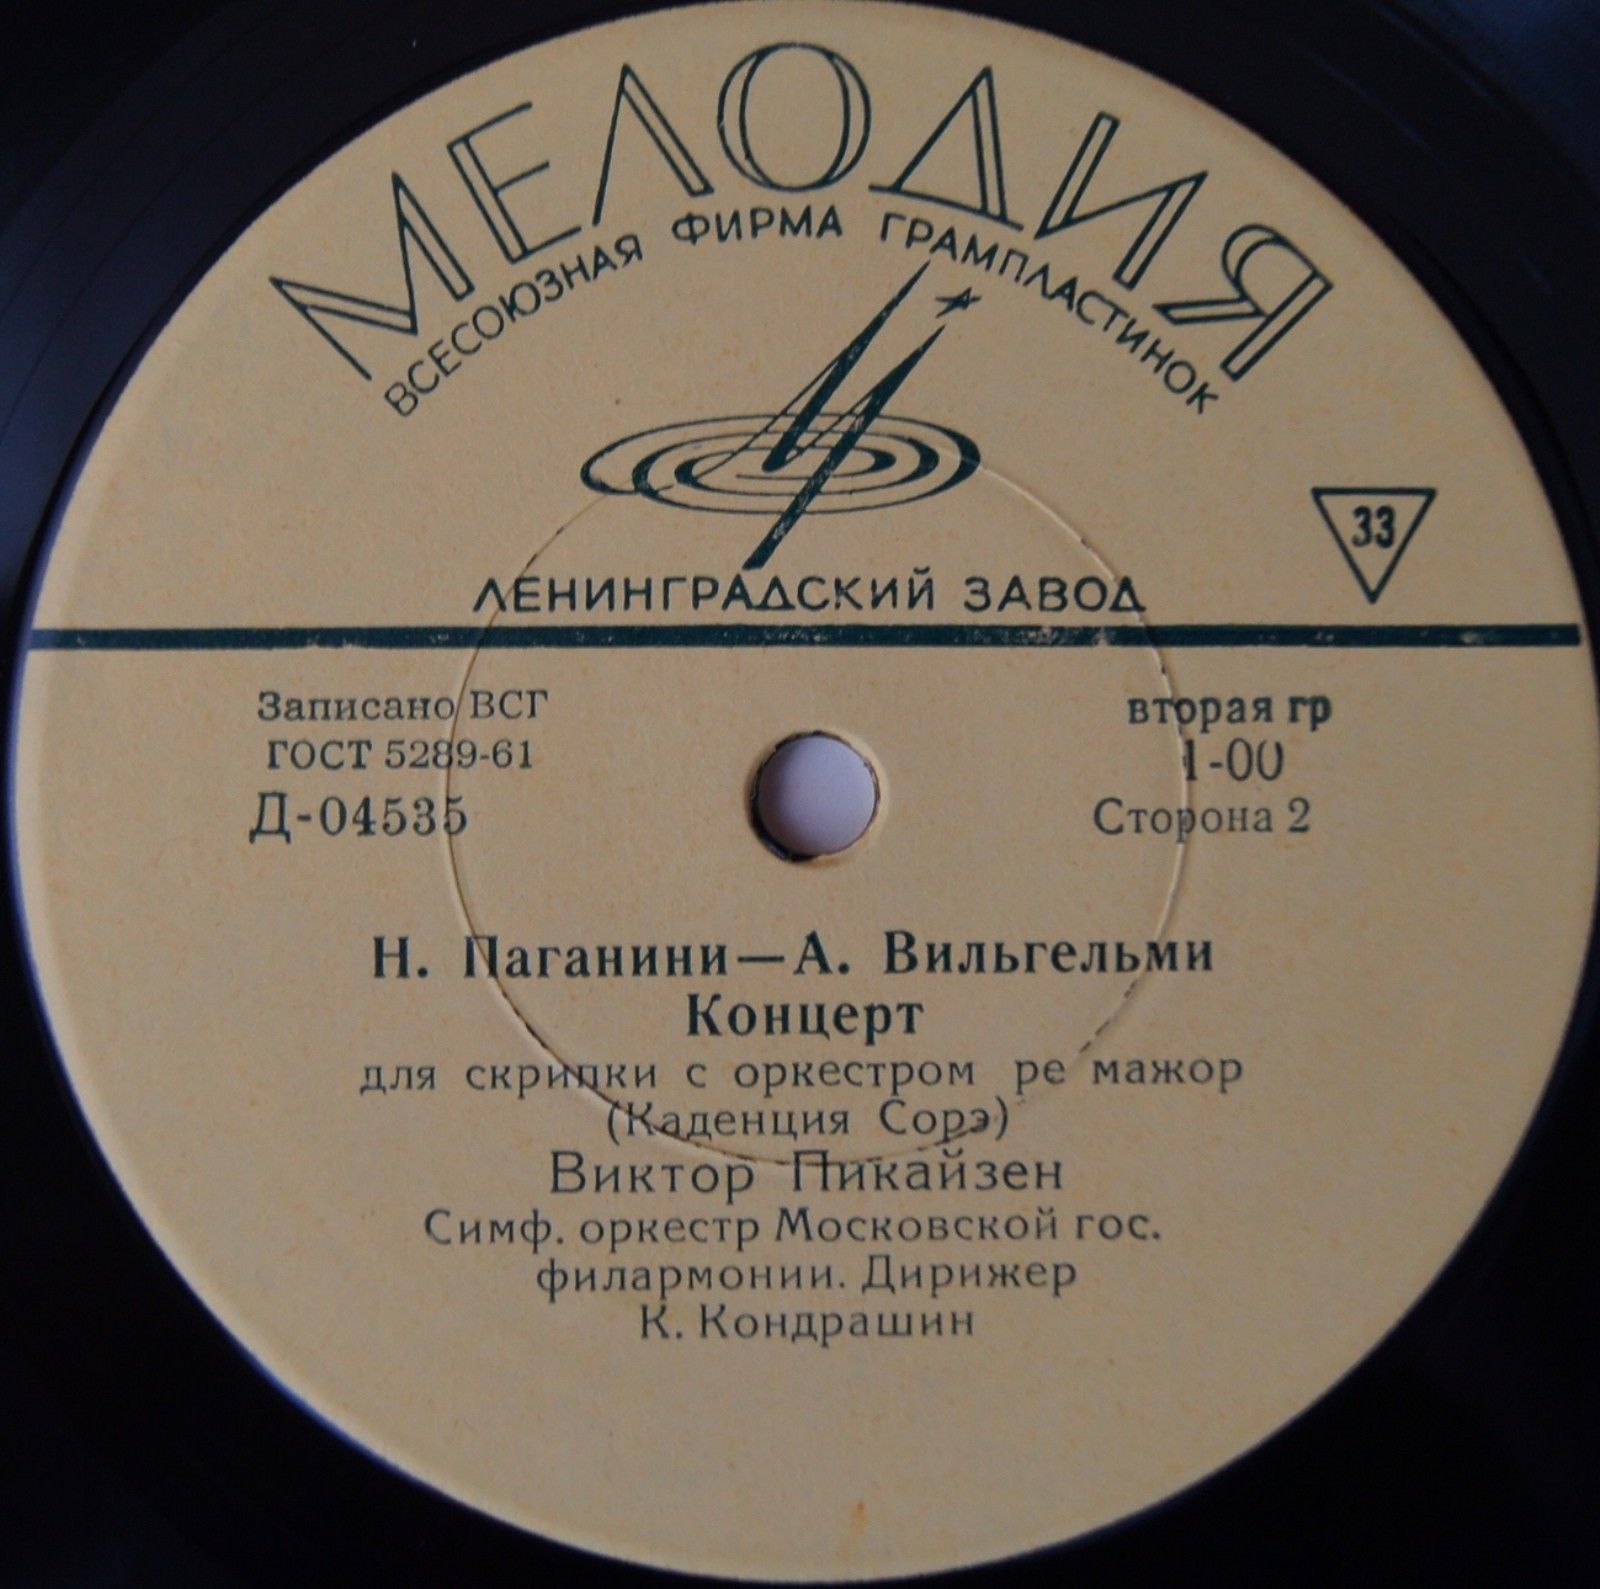 МЕЛОДИЯ
ВСЕСОЮЗНАЯ ФИРМА ГРАМПЛАСТИНОК
33
ЛЕНИНГРАДСКИЙ ЗАВОД
Записано ВСГ
ГОСТ 5289-61
Д-04535
вторая гр
1-00
Сторона 2
Н. Паганини—А. Вильгельми
Концерт
для скрипки с оркестром ре мажор
(Каденция Сорэ)
Виктор Пикайзен
Симф. оркестр Московской гос.
филармонии. Дирижер
К. Кондрашин